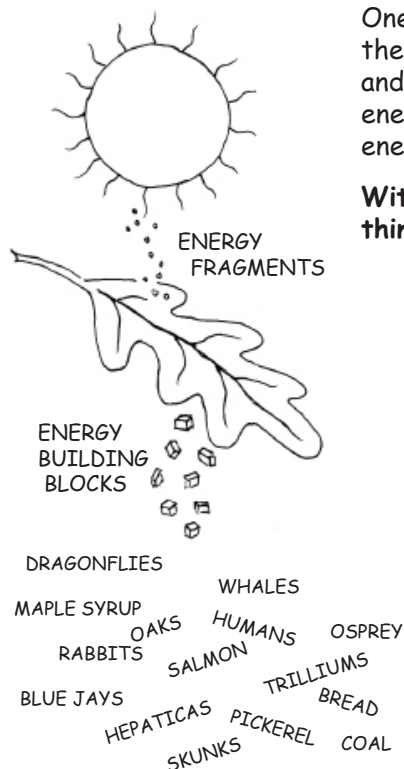 One
the
and
ene
ene
Wit
thin
ENERGY
FRAGMENTS
ENERGY
BUILDING
BLOCKS
DRAGONFLIES
WHALES
MAPLE SYRUP
OAKS
HUMANS
OSPREY
RABBITS
SALMON
TRILLIUMS
BLUE JAYS
BREAD
HEPATICAS
PICKEREL
COAL
SKUNKS